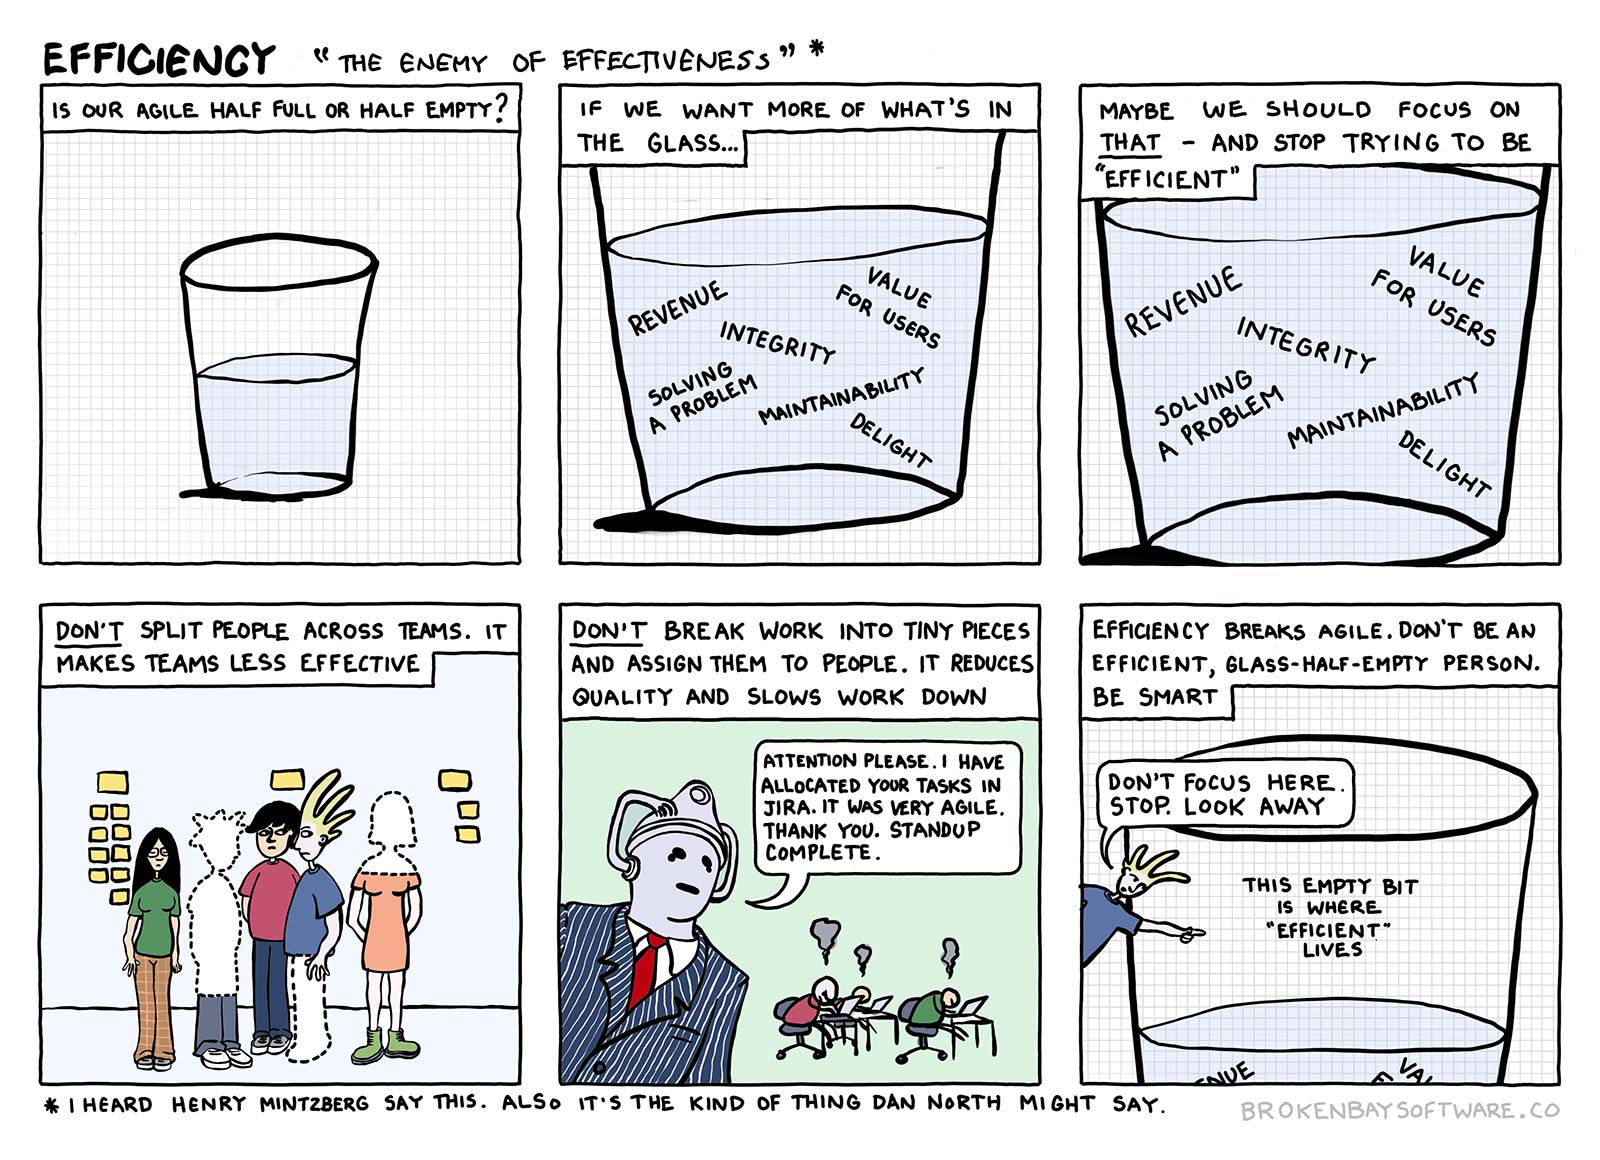 EFFICIENCY "THE ENEMY OF EFFECTIVENESS" *
IS OUR AGILE HALF FULL OR HALF EMPTY?
IF WE WANT MORE OF WHAT'S IN
THE GLASS...
REVENUE
VALUE
FOR USERS
INTEGRITY
SOLVING
A PROBLEM
MAINTAINABILITY
DELIGHT
MAYBE WE SHOULD FOCUS ON
THAT - AND STOP TRYING TO BE
"EFFICIENT"
REVENUE
VALUE
FOR USERS
INTEGRITY
SOLVING
A PROBLEM
MAINTAINABILITY
DELIGHT
DON'T SPLIT PEOPLE ACROSS TEAMS. IT
MAKES TEAMS LESS EFFECTIVE
DON'T BREAK WORK INTO TINY PIECES
AND ASSIGN THEM TO PEOPLE. IT REDUCES
QUALITY AND SLOWS WORK DOWN
ATTENTION PLEASE. I HAVE
ALLOCATED YOUR TASKS IN
JIRA. IT WAS VERY AGILE.
THANK YOU. STANDUP
COMPLETE.
EFFICIENCY BREAKS AGILE. DON'T BE AN
EFFICIENT, GLASS-HALF-EMPTY PERSON.
BE SMART
DON'T FOCUS HERE.
STOP. LOOK AWAY
THIS EMPTY BIT
IS WHERE
"EFFICIENT"
LIVES
NUE
VAL
F
* I HEARD HENRY MINTZBERG SAY THIS. ALSO IT'S THE KIND OF THING DAN NORTH MIGHT SAY.
BROKENBAYSOFTWARE.CO